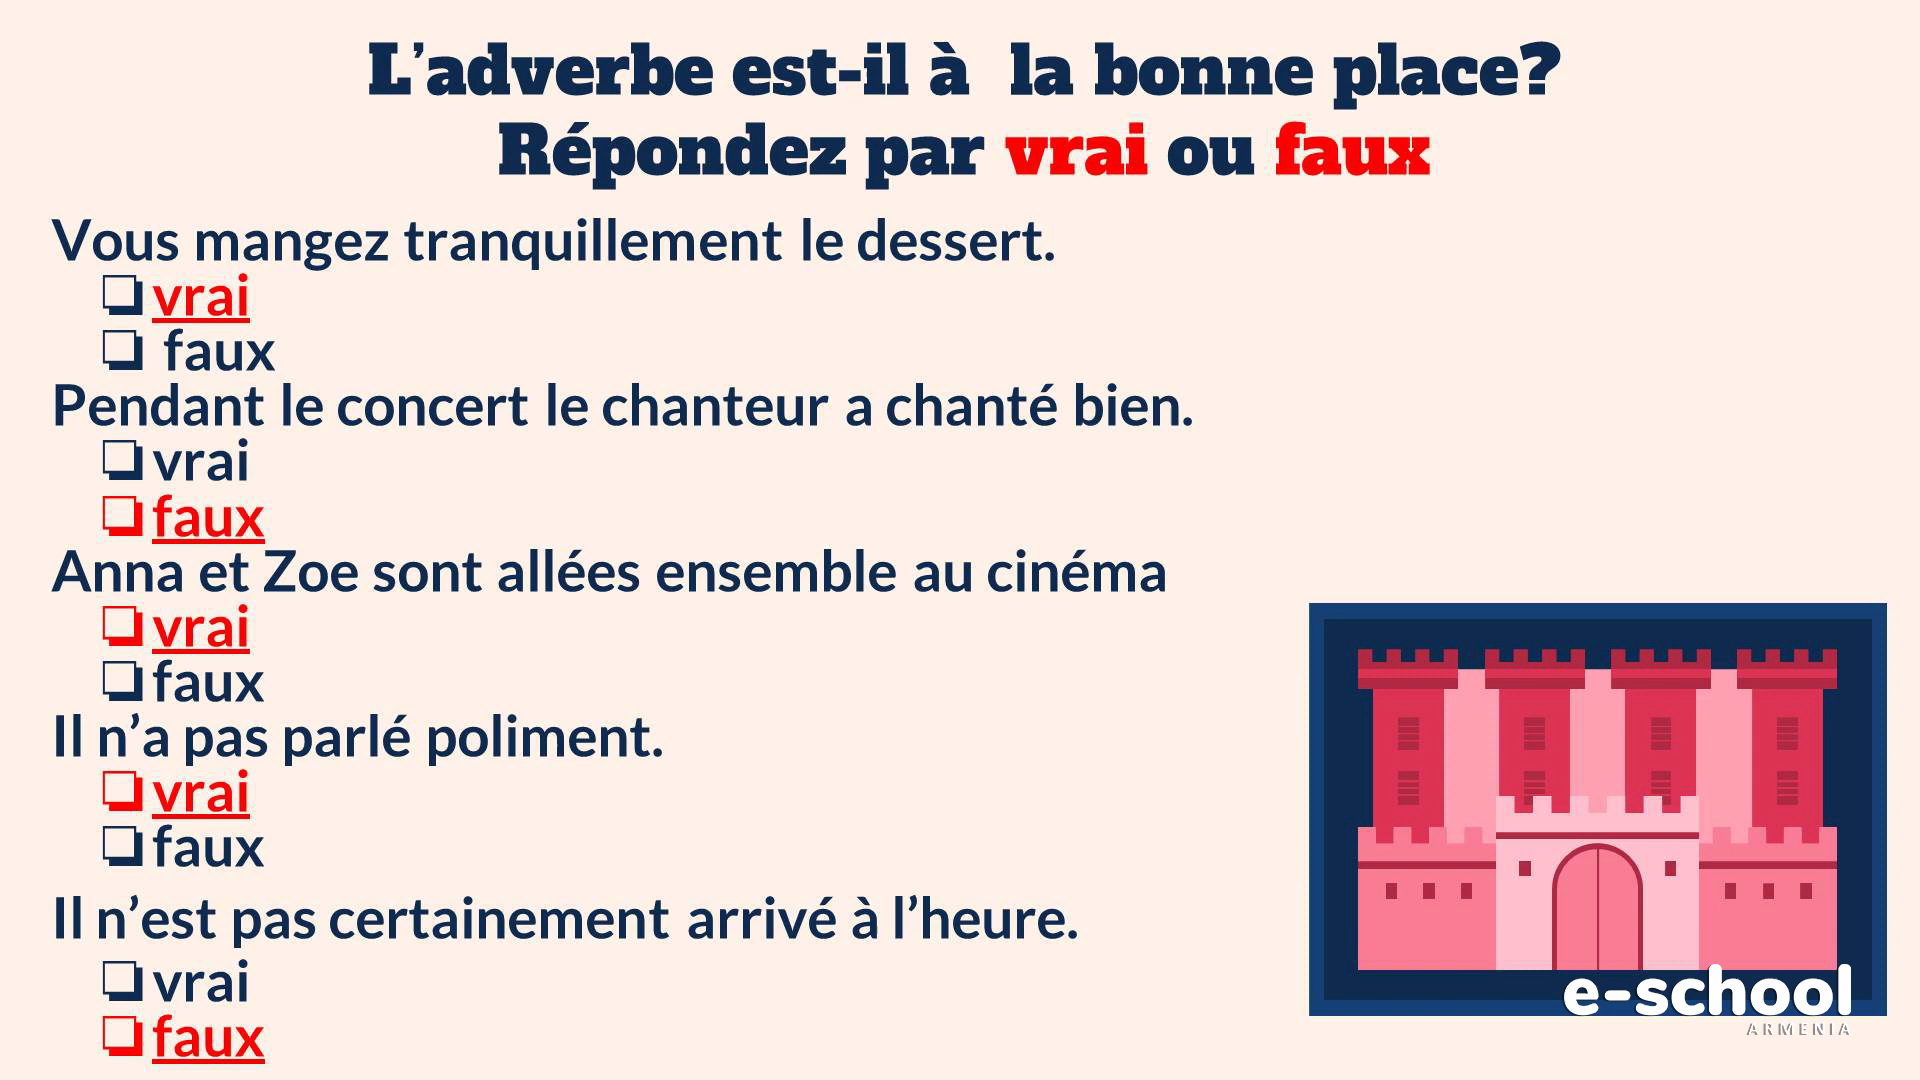 L’adverbe est-il à  la bonne place?
Répondez par vrai ou faux
Vous mangez tranquillement le dessert.
❏ vrai
❏ faux
Pendant le concert le chanteur a chanté bien.
❏ vrai
❏ faux
Anna et Zoe sont allées ensemble au cinéma
❏ vrai
❏ faux
Il n’a pas parlé poliment.
❏ vrai
❏ faux
Il n’est pas certainement arrivé à l’heure.
❏ vrai
❏ faux
e-school
ARMENIA